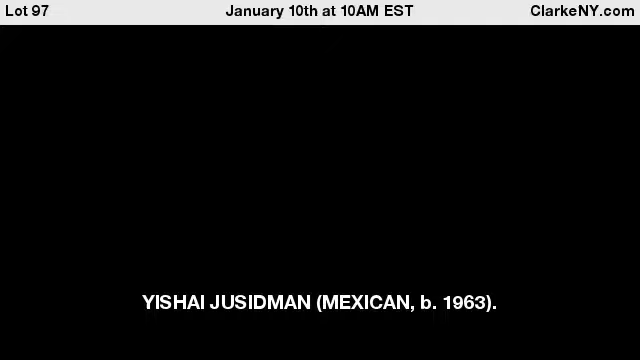 Lot 97 January 10th at 10AM EST ClarkeNY.com
YISHAI JUSIDMAN (MEXICAN, b. 1963).